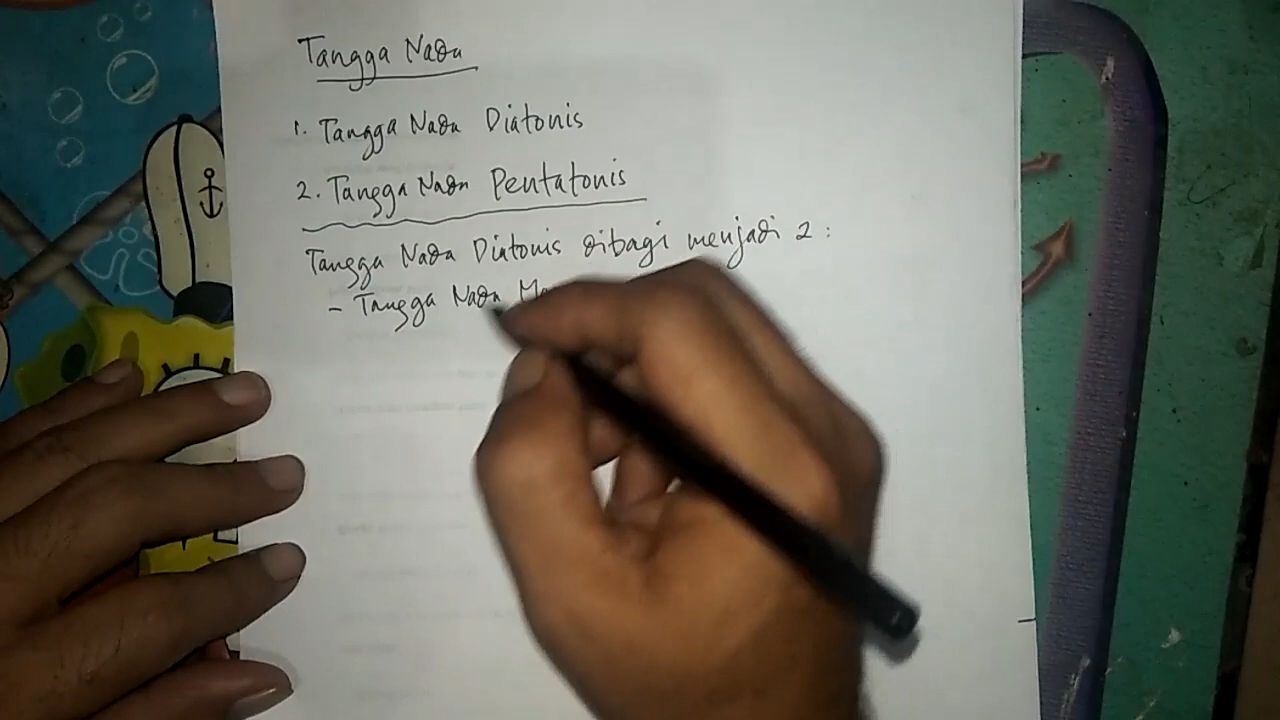 Tangga Nada
1. Tangga Nada Diatonis
2. Tangga Nada Pentatonis
Tangga Nada Diatonis dibagi menjadi 2 :
- Tangga Nada